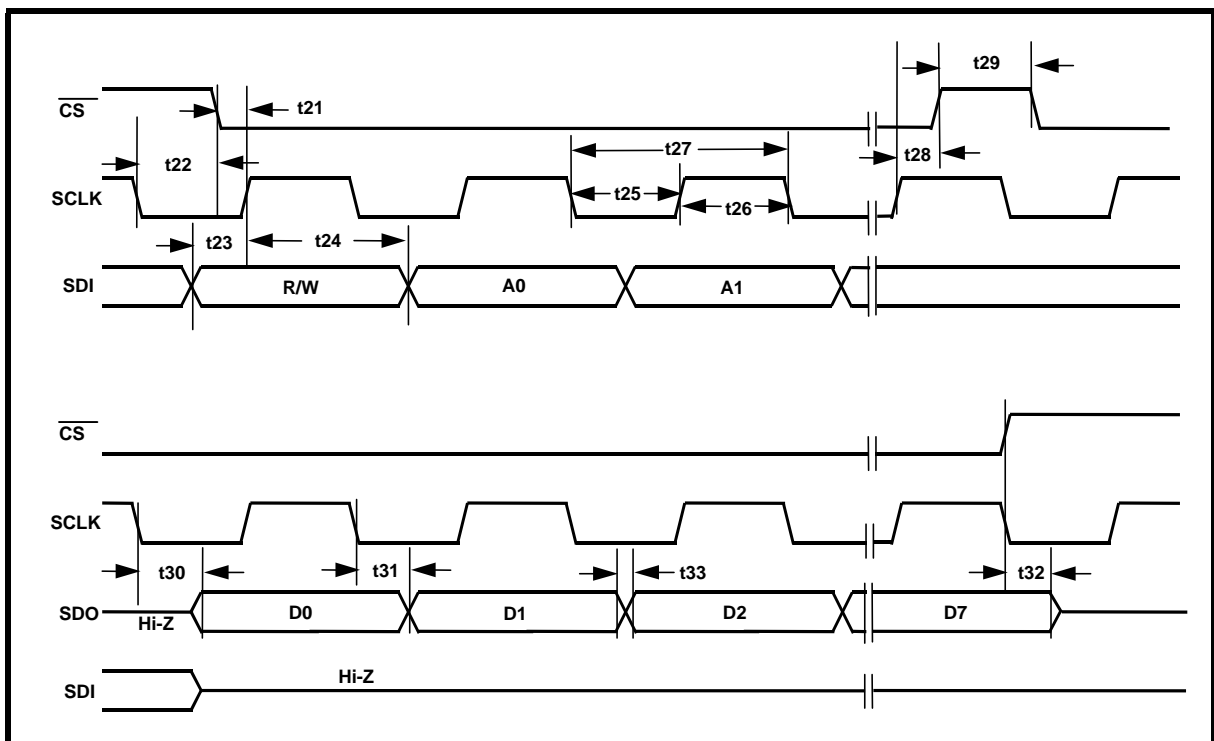 t29
CS
t21
t27
t22
t28
SCLK
t25
t26
t23
t24
SDI
R/W
A0
A1
CS
SCLK
t30
t31
t33
t32
SDO
Hi-Z
D0
D1
D2
D7
SDI
Hi-Z